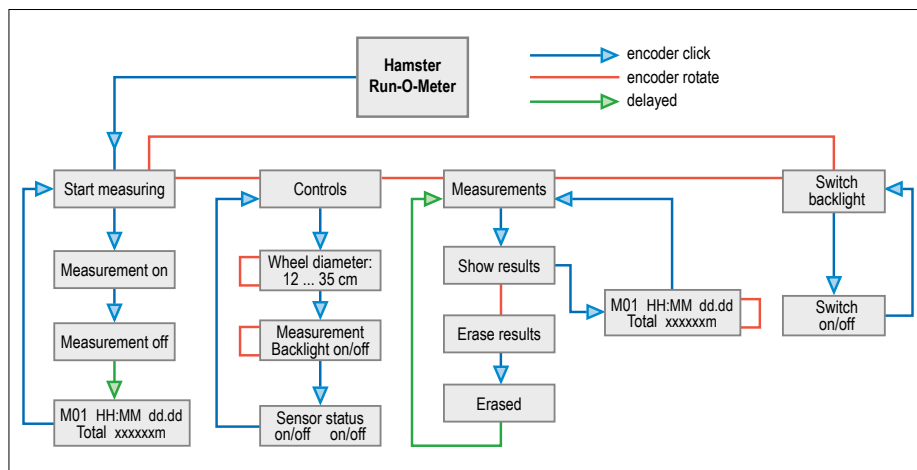 Hamster
Run-O-Meter
encoder click
encoder rotate
delayed
Start measuring
Controls
Measurements
Switch
backlight
Measurement on
Wheel diameter:
12 ... 35 cm
Show results
M01 HH:MM dd.dd
Total xxxxxxm
Switch
on/off
Measurement off
Measurement
Backlight on/off
Erase results
M01 HH:MM dd.dd
Total xxxxxxm
Sensor status
on/off on/off
Erased